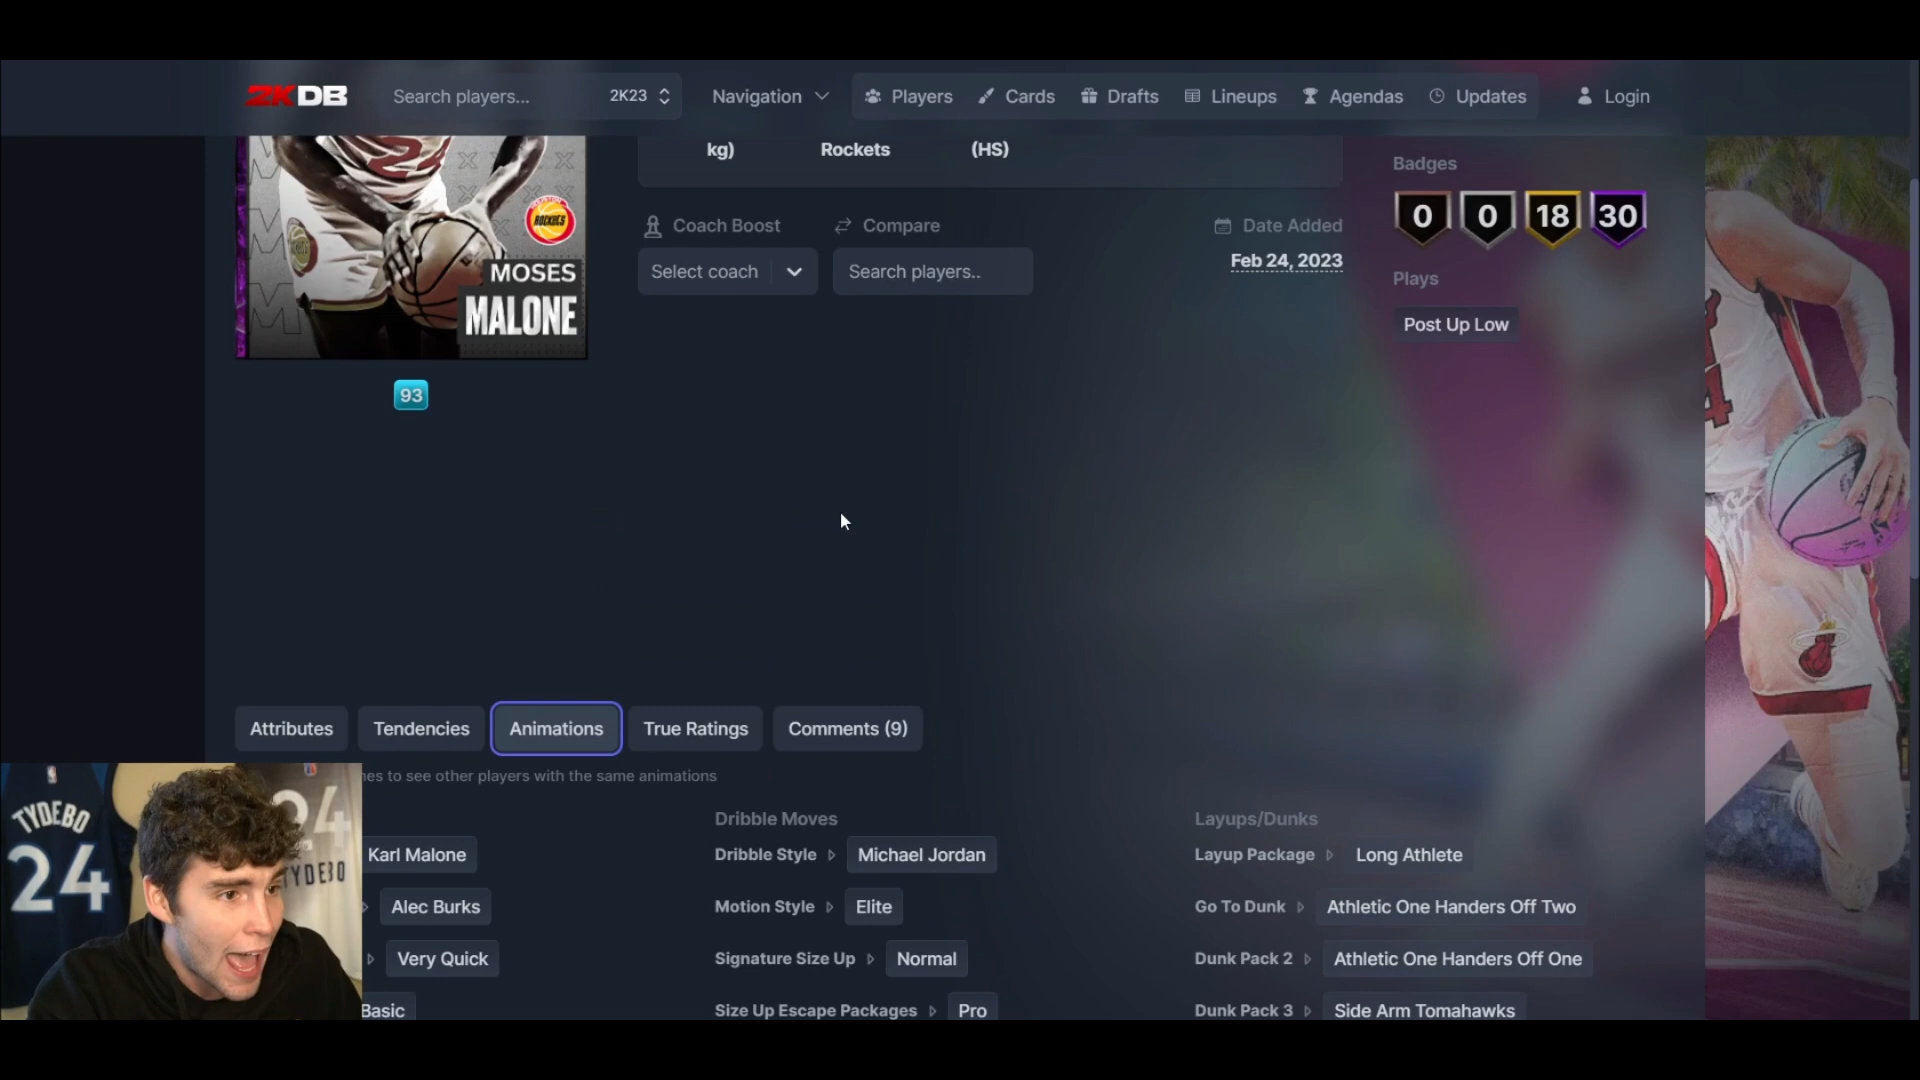 2KDB Search players... 2K23 Navigation Players Cards Drafts Lineups Agendas Updates Login
kg) Rockets (HS)
Badges
0 0 18 30
Coach Boost Compare Date Added
Select coach Search players.. Feb 24, 2023
Plays
Post Up Low
ROCKETS
MOSES
MALONE
93
Attributes Tendencies Animations True Ratings Comments (9)
es to see other players with the same animations
Dribble Moves Layups/Dunks
Karl Malone Dribble Style Michael Jordan Layup Package Long Athlete
Alec Burks Motion Style Elite Go To Dunk Athletic One Handers Off Two
Very Quick Signature Size Up Normal Dunk Pack 2 Athletic One Handers Off One
Basic Size Up Escape Packages Pro Dunk Pack 3 Side Arm Tomahawks
TYDEBO
24
24
TYDEBO